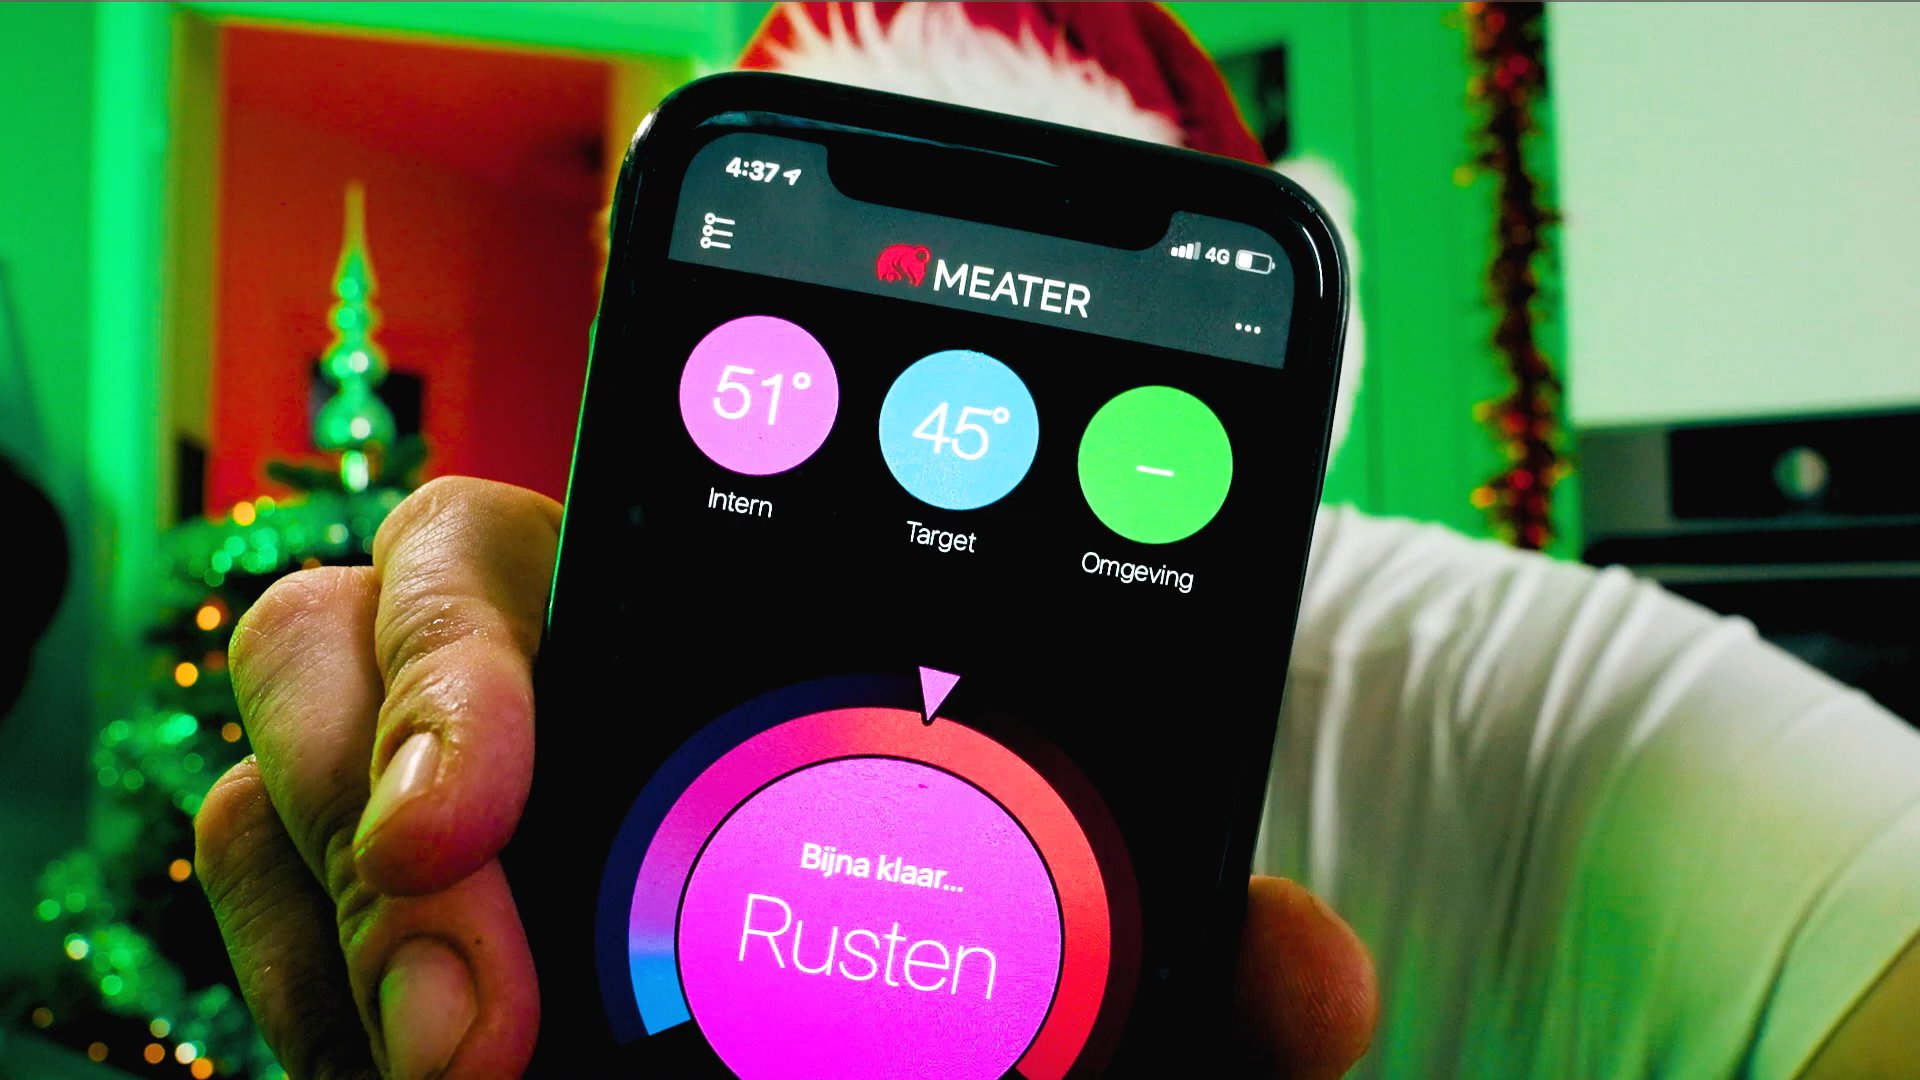 4:37
4G
MEATER
51°
45°
–
Intern
Target
Omgeving
Bijna klaar...
Rusten